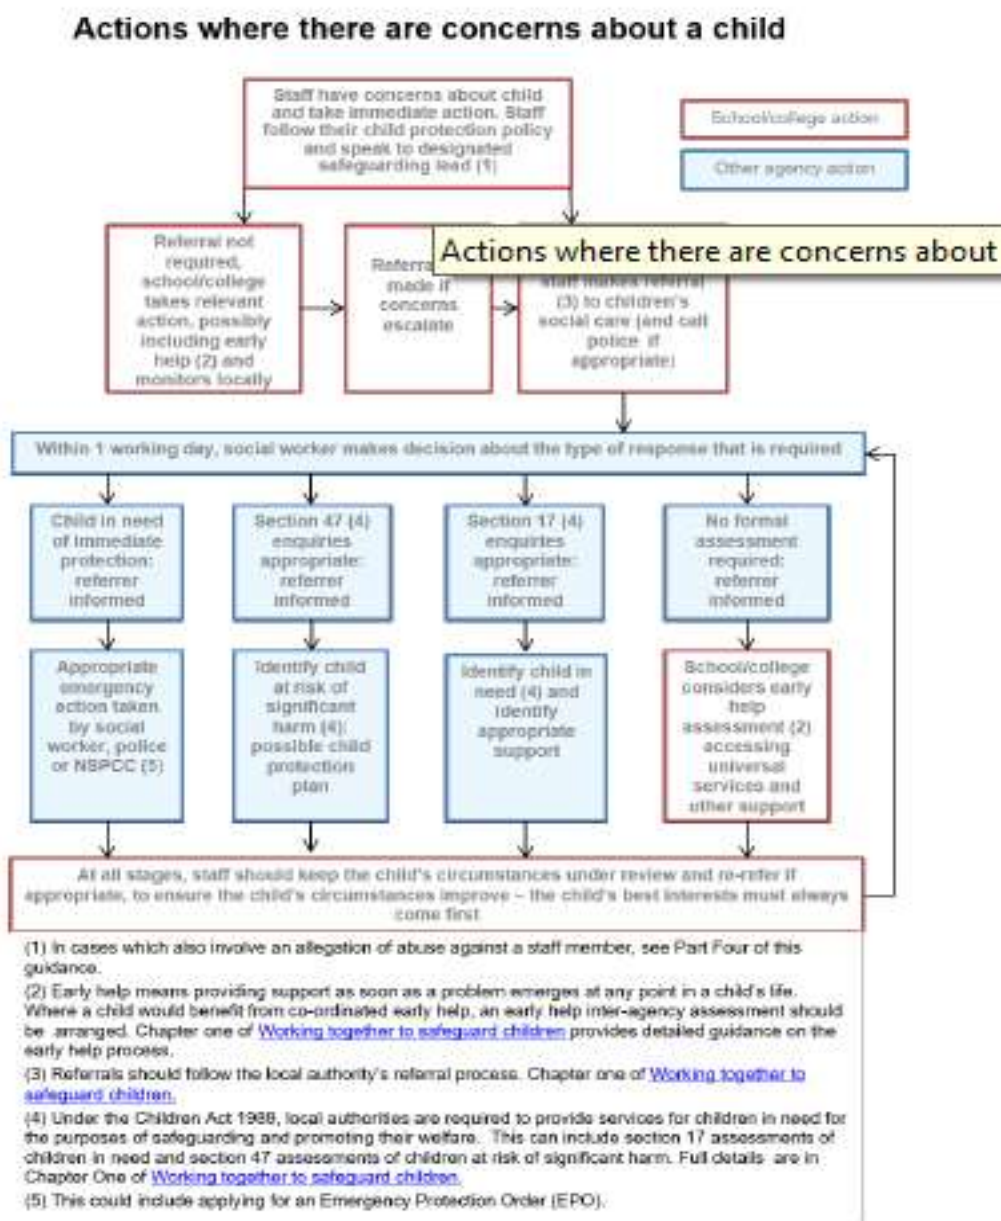 Actions where there are concerns about a child
Staff have concerns about child
and take immediate action. Staff
follow their child protection policy
and speak to designated
safeguarding lead (1)
School/college action
Other agency action
Referral not
required,
school/college
takes relevant
action, possibly
including early
help (2) and
monitors locally
Referral
made if
concerns
escalate
Actions where there are concerns about
staff makes referral
(3) to children's
social care (and call
police if
appropriate)
Within 1 working day, social worker makes decision about the type of response that is required
Child in need
of immediate
protection:
referrer
informed
Section 47 (4)
enquiries
appropriate:
referrer
informed
Section 17 (4)
enquiries
appropriate:
referrer
informed
No formal
assessment
required:
referrer
informed
Appropriate
emergency
action taken
by social
worker, police
or NSPCC (5)
Identify child
at risk of
significant
harm (4):
possible child
protection
plan
Identify child in
need (4) and
identify
appropriate
support
School/college
considers early
help
assessment (2)
accessing
universal
services and
other support
At all stages, staff should keep the child's circumstances under review and re-refer if
appropriate, to ensure the child's circumstances improve – the child's best interests must always
come first
(1) In cases which also involve an allegation of abuse against a staff member, see Part Four of this
guidance.
(2) Early help means providing support as soon as a problem emerges at any point in a child's life.
Where a child would benefit from co-ordinated early help, an early help inter-agency assessment should
be arranged. Chapter one of Working together to safeguard children provides detailed guidance on the
early help process.
(3) Referrals should follow the local authority's referral process. Chapter one of Working together to
safeguard children.
(4) Under the Children Act 1989, local authorities are required to provide services for children in need for
the purposes of safeguarding and promoting their welfare. This can include section 17 assessments of
children in need and section 47 assessments of children at risk of significant harm. Full details are in
Chapter One of Working together to safeguard children.
(5) This could include applying for an Emergency Protection Order (EPO).